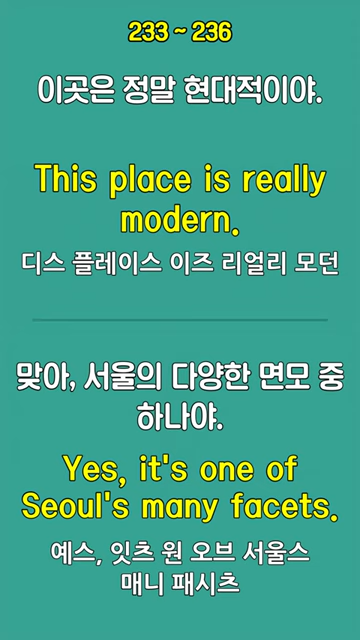 233 ~ 236
이곳은 정말 현대적이야.
This place is really
modern.
디스 플레이스 이즈 리얼리 모던
맞아, 서울의 다양한 면모 중
하나야.
Yes, it's one of
Seoul's many facets.
예스, 잇츠 원 오브 서울스
매니 패시츠